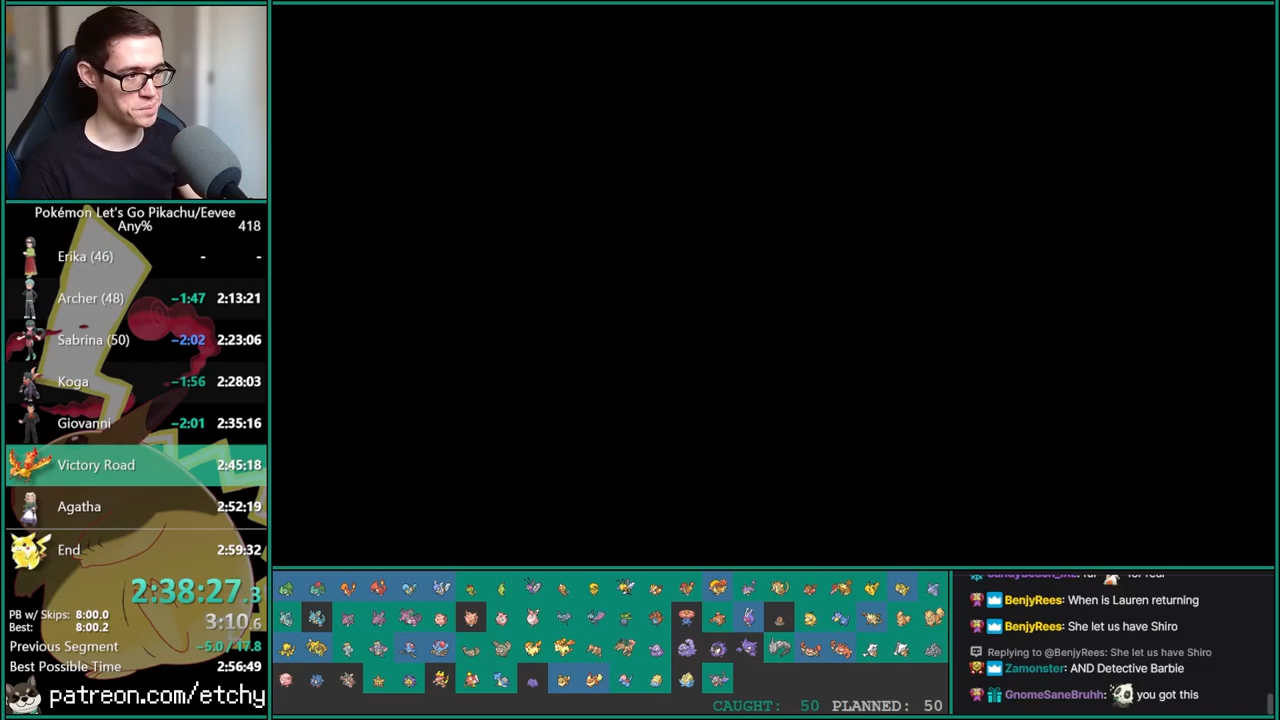 Pokémon Let's Go Pikachu/Eevee
Any% 418
Erika (46) - -
Archer (48) −1:47 2:13:21
Sabrina (50) −2:02 2:23:06
Koga −1:56 2:28:03
Giovanni −2:01 2:35:16
Victory Road 2:45:18
Agatha 2:52:19
End 2:59:32
2:38:27.3
PB w/ Skips: 8:00.0
Best: 8:00.2
3:10.6
Previous Segment −5.0 / 17.8
Best Possible Time 2:56:49
patreon.com/etchy
CAUGHT: 50 PLANNED: 50
for real
BenjyRees: When is Lauren returning
BenjyRees: She let us have Shiro
Replying to @BenjyRees: She let us have Shiro
Zamonster: AND Detective Barbie
GnomeSaneBruhh: you got this